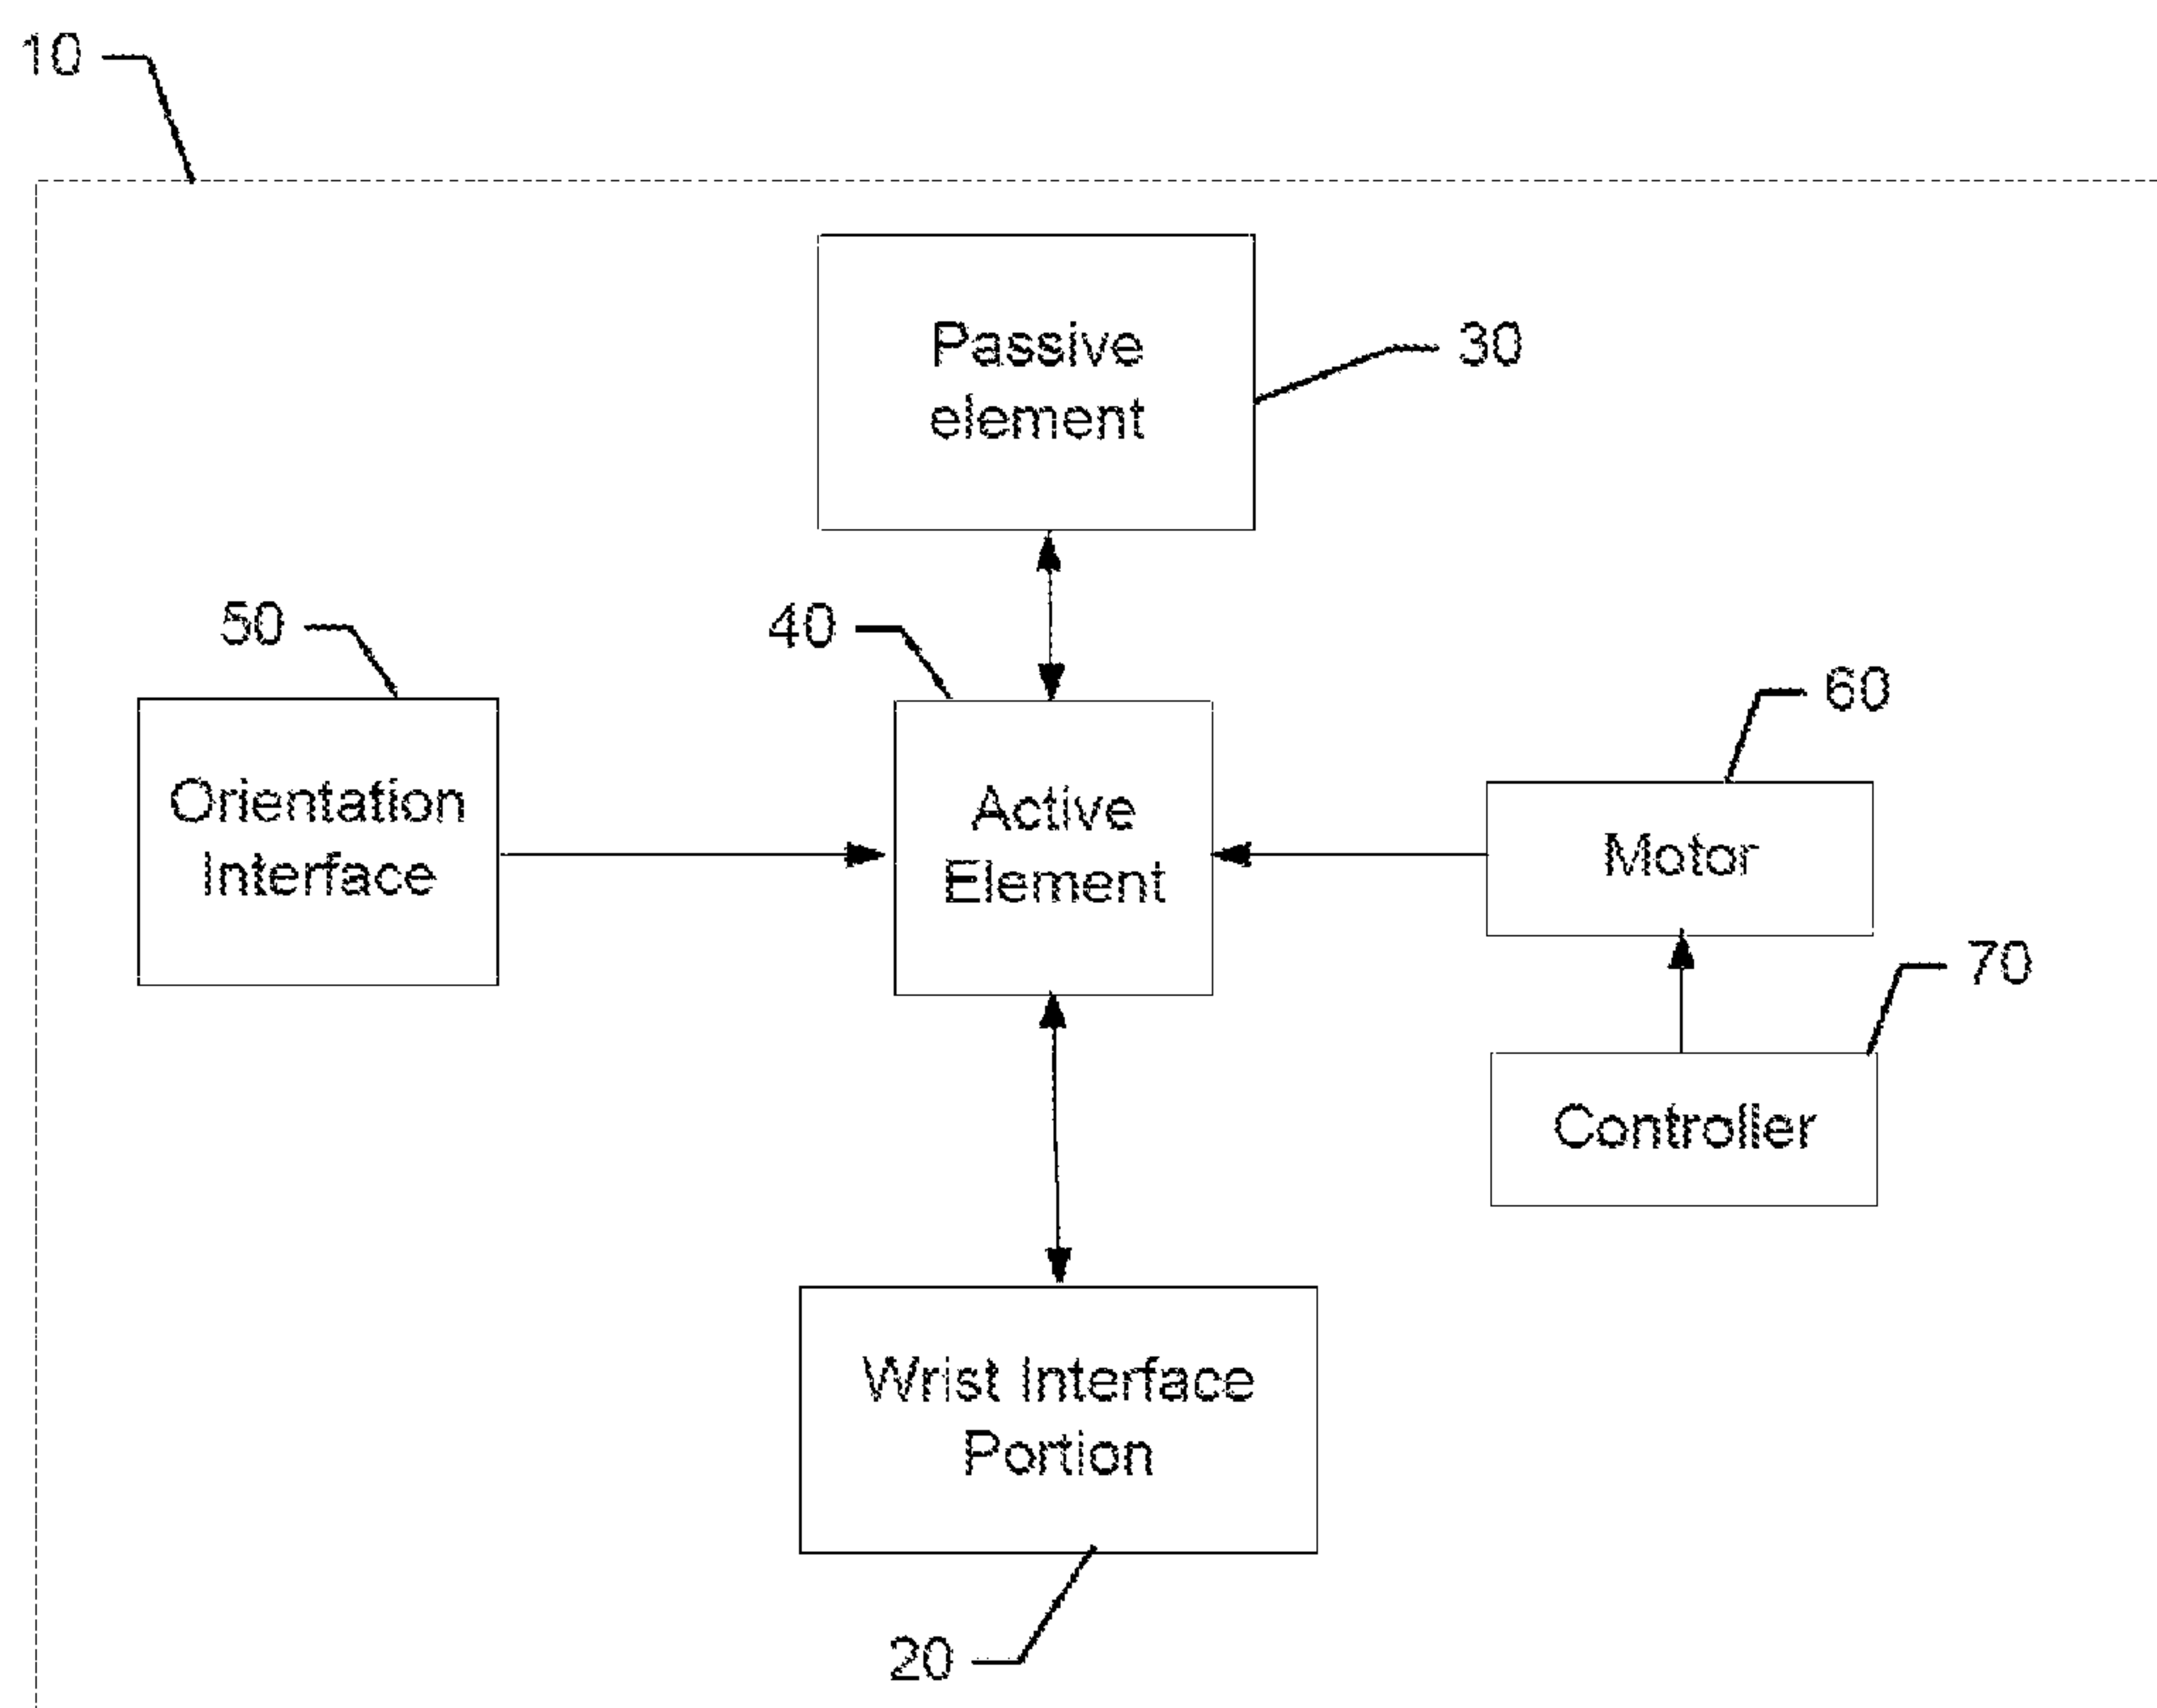 10
Passive
element
30
50
40
60
Orientation
Interface
Active
Element
Motor
70
Controller
Wrist Interface
Portion
20